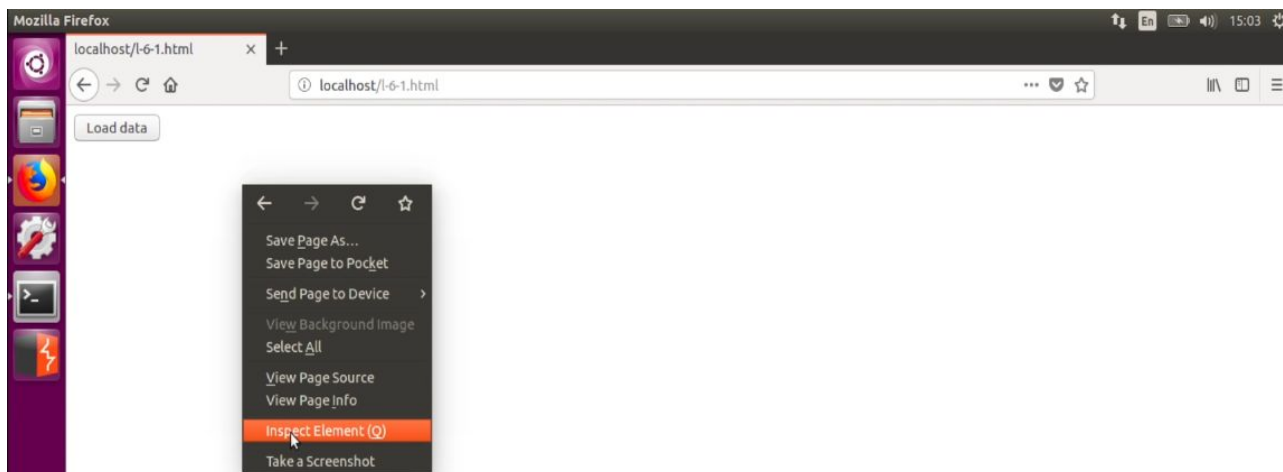 Mozilla Firefox
En
15:03
localhost/l-6-1.html
localhost/l-6-1.html
Load data
Save Page As...
Save Page to Pocket
Send Page to Device
View Background Image
Select All
View Page Source
View Page Info
Inspect Element (Q)
Take a Screenshot